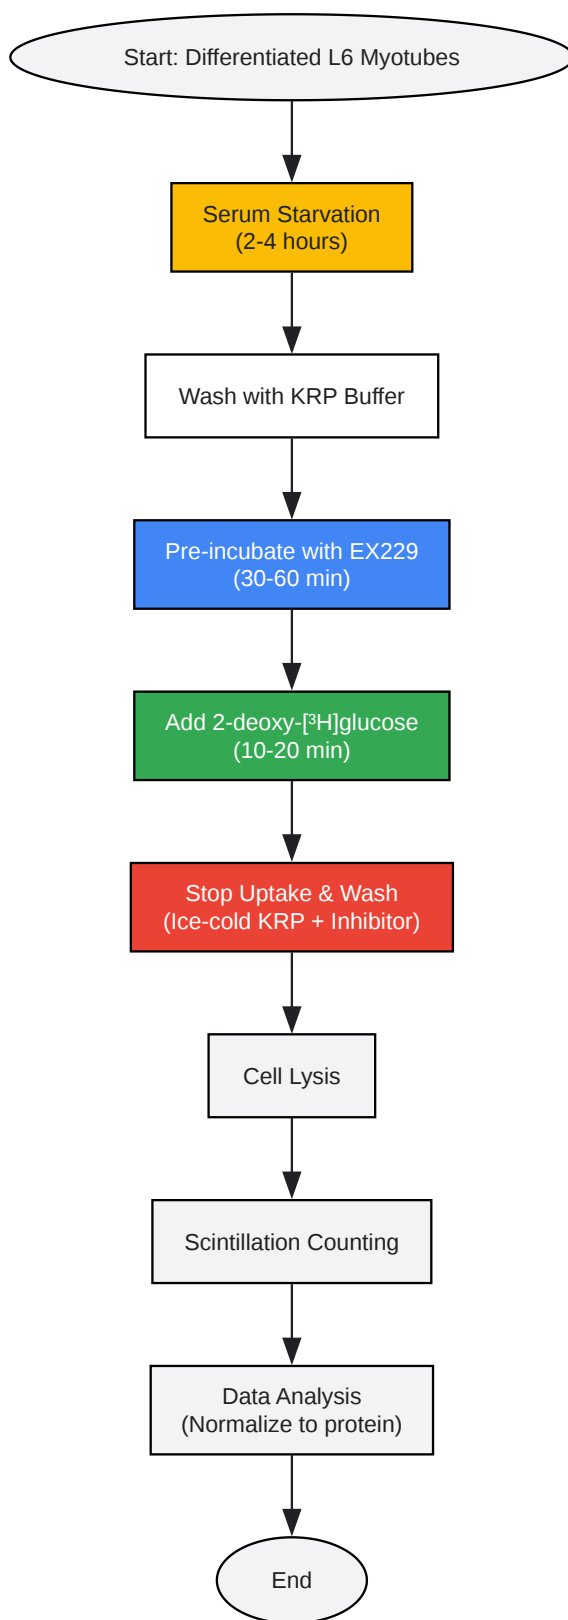 Start: Differentiated L6 Myotubes
Serum Starvation
(2-4 hours)
Wash with KRP Buffer
Pre-incubate with EX229
(30-60 min)
Add 2-deoxy-[³H]glucose
(10-20 min)
Stop Uptake & Wash
(Ice-cold KRP + Inhibitor)
Cell Lysis
Scintillation Counting
Data Analysis
(Normalize to protein)
End